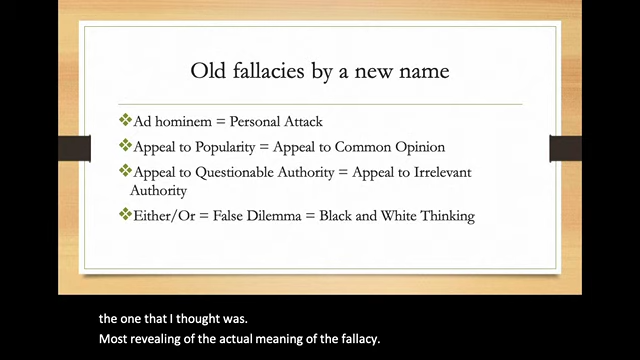 Old fallacies by a new name
Ad hominem = Personal Attack
Appeal to Popularity = Appeal to Common Opinion
Appeal to Questionable Authority = Appeal to Irrelevant
Authority
Either/Or = False Dilemma = Black and White Thinking
the one that I thought was.
Most revealing of the actual meaning of the fallacy.